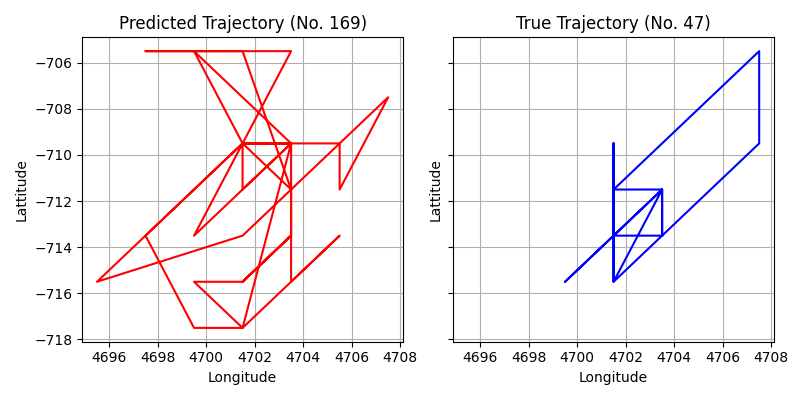 Predicted Trajectory (No. 169)
True Trajectory (No. 47)
Lattitude
−706
−708
−710
−712
−714
−716
−718
4696 4698 4700 4702 4704 4706 4708
Longitude
Lattitude
4696 4698 4700 4702 4704 4706 4708
Longitude